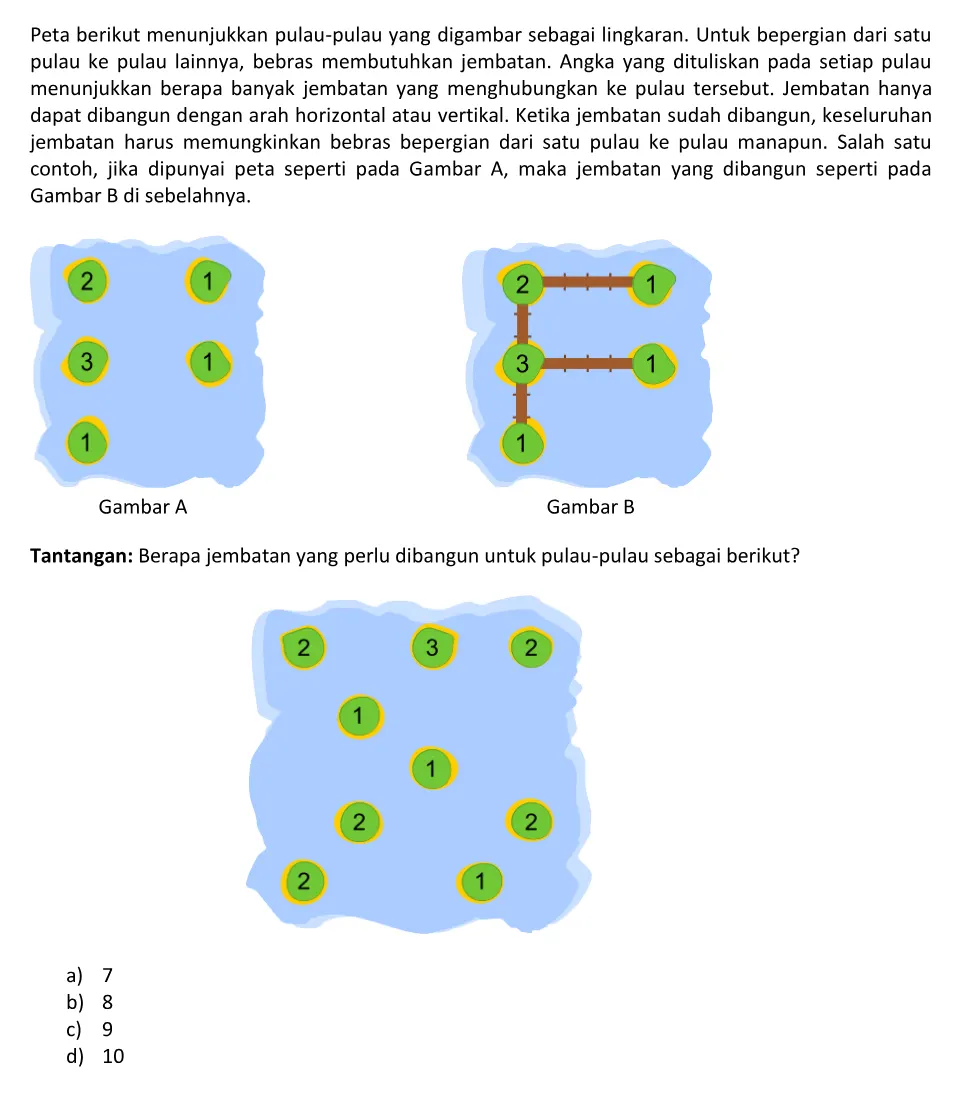 Peta berikut menunjukkan pulau-pulau yang digambar sebagai lingkaran. Untuk bepergian dari satu
pulau ke pulau lainnya, bebras membutuhkan jembatan. Angka yang dituliskan pada setiap pulau
menunjukkan berapa banyak jembatan yang menghubungkan ke pulau tersebut. Jembatan hanya
dapat dibangun dengan arah horizontal atau vertikal. Ketika jembatan sudah dibangun, keseluruhan
jembatan harus memungkinkan bebras bepergian dari satu pulau ke pulau manapun. Salah satu
contoh, jika dipunyai peta seperti pada Gambar A, maka jembatan yang dibangun seperti pada
Gambar B di sebelahnya.
2 1
3 1
1
Gambar A
2 1
3 1
1
Gambar B
Tantangan: Berapa jembatan yang perlu dibangun untuk pulau-pulau sebagai berikut?
2 3 2
1
1
2 2
2 1
a) 7
b) 8
c) 9
d) 10